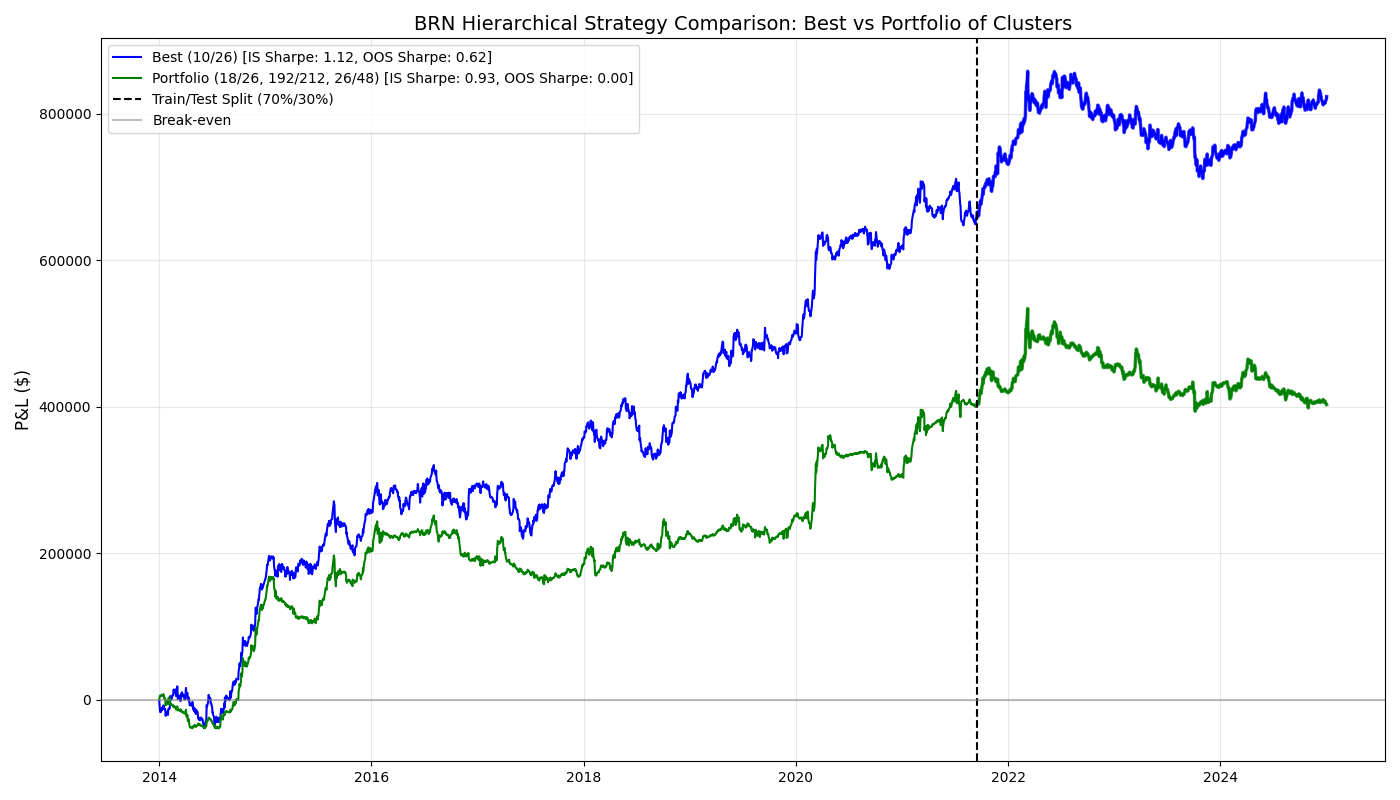 BRN Hierarchical Strategy Comparison: Best vs Portfolio of Clusters
Best (10/26) [IS Sharpe: 1.12, OOS Sharpe: 0.62]
Portfolio (18/26, 192/212, 26/48) [IS Sharpe: 0.93, OOS Sharpe: 0.00]
Train/Test Split (70%/30%)
Break-even
P&L ($)
800000
600000
400000
200000
0
2014 2016 2018 2020 2022 2024